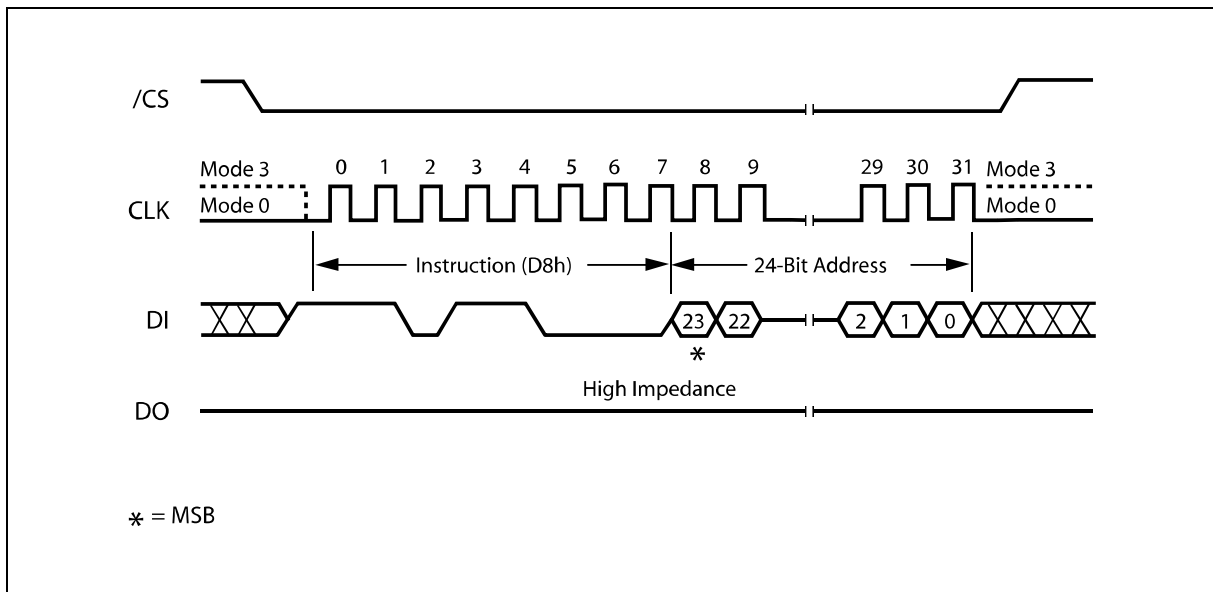 /CS
Mode 3 0 1 2 3 4 5 6 7 8 9 29 30 31 Mode 3
CLK Mode 0 Mode 0
Instruction (D8h) 24-Bit Address
DI 23 22 2 1 0
*
High Impedance
DO
* = MSB